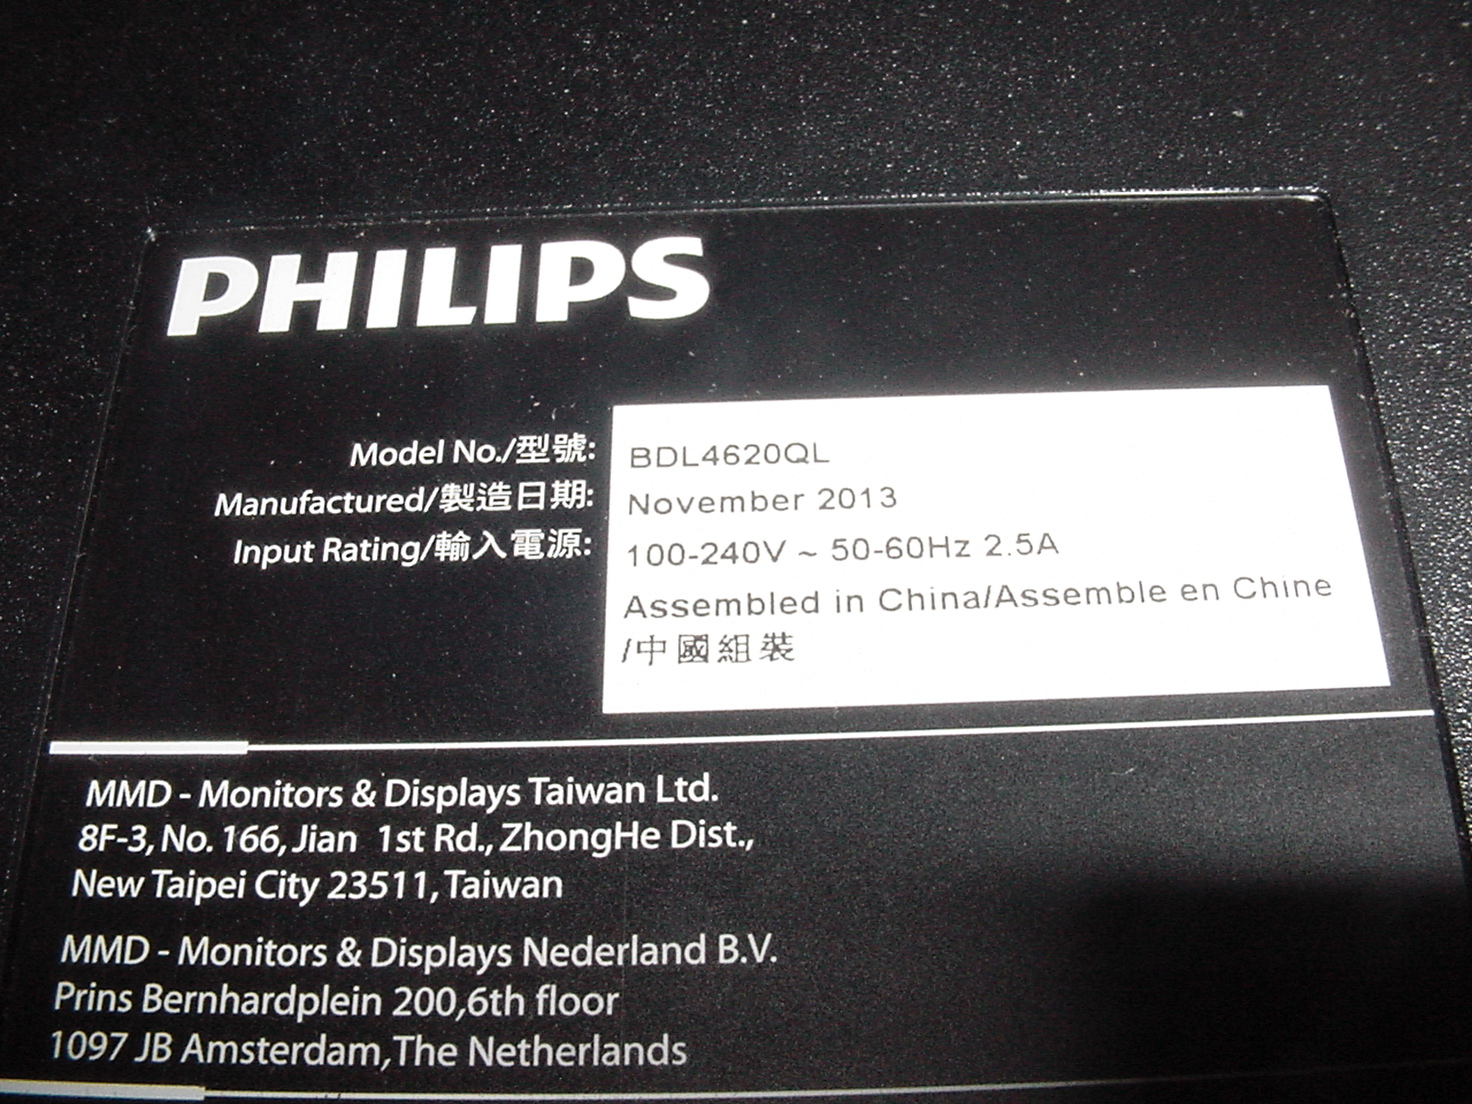 PHILIPS
Model No./型號: BDL4620QL
Manufactured/製造日期: November 2013
Input Rating/輸入電源: 100-240V ~ 50-60Hz 2.5A
Assembled in China/Assemble en Chine
/中國組裝
MMD - Monitors & Displays Taiwan Ltd.
8F-3, No. 166, Jian 1st Rd., ZhongHe Dist.,
New Taipei City 23511, Taiwan
MMD - Monitors & Displays Nederland B.V.
Prins Bernhardplein 200,6th floor
1097 JB Amsterdam,The Netherlands